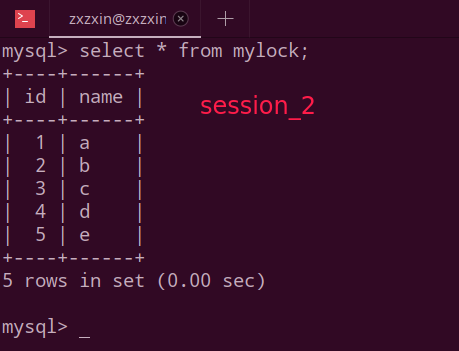 zxzxin@zxzxin
mysql> select * from mylock;
+----+------+
| id | name |
+----+------+
| 1 | a |
| 2 | b |
| 3 | c |
| 4 | d |
| 5 | e |
+----+------+
5 rows in set (0.00 sec)
mysql> _
session_2